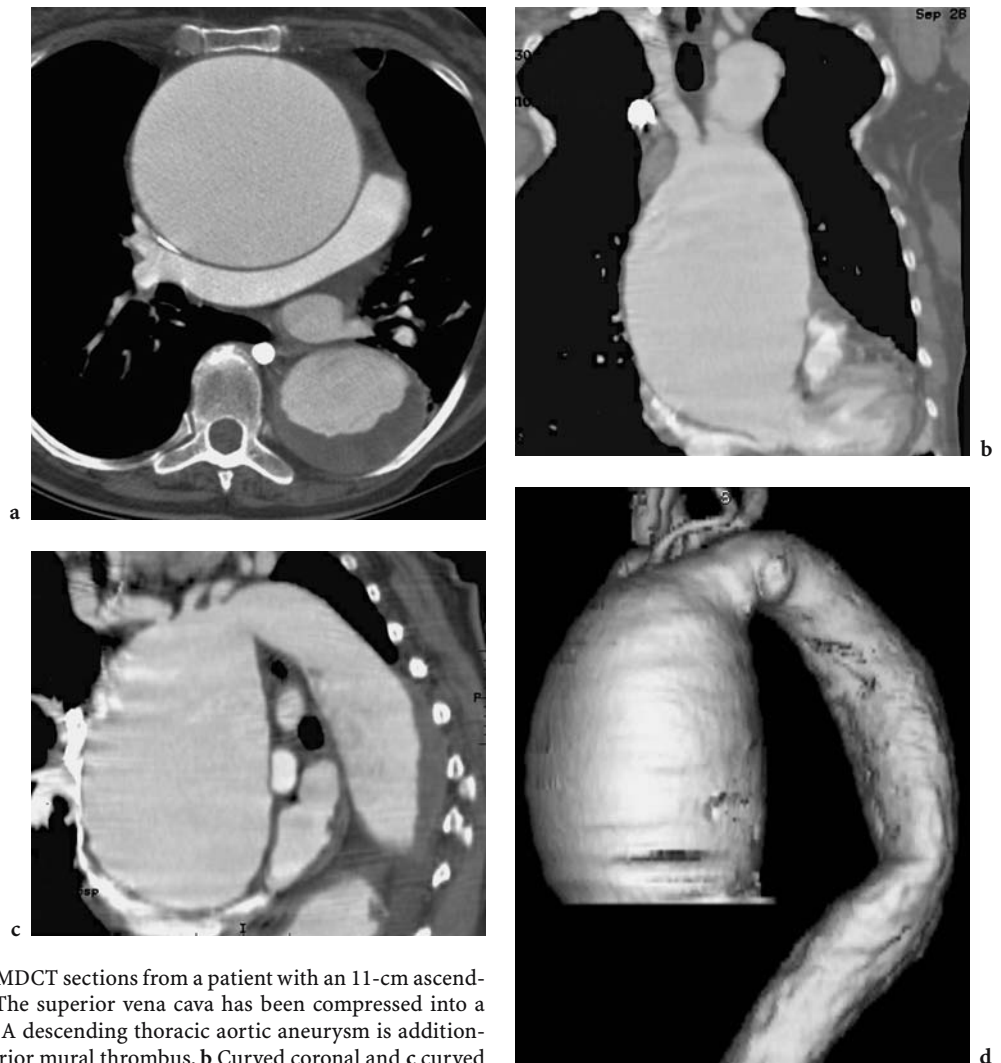 Sep 28
30
a
b
P
c
I
S
d
MDCT sections from a patient with an 11-cm ascend-
The superior vena cava has been compressed into a
A descending thoracic aortic aneurysm is addition-
rior mural thrombus. b Curved coronal and c curved